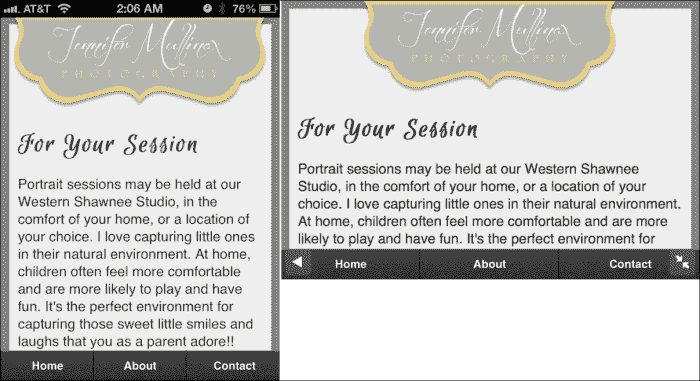 AT&T 2:06 AM 76%
Jennifer Mullinax
PHOTOGRAPHY
For Your Session
Portrait sessions may be held at our
Western Shawnee Studio, in the
comfort of your home, or a location of
your choice. I love capturing little ones
in their natural environment. At home,
children often feel more comfortable
and are more likely to play and have
fun. It's the perfect environment for
capturing those sweet little smiles and
laughs that you as a parent adore!!
Home About Contact
Jennifer Mullinax
PHOTOGRAPHY
For Your Session
Portrait sessions may be held at our Western Shawnee
Studio, in the comfort of your home, or a location of your
choice. I love capturing little ones in their natural environment.
At home, children often feel more comfortable and are more
likely to play and have fun. It's the perfect environment for
Home About Contact